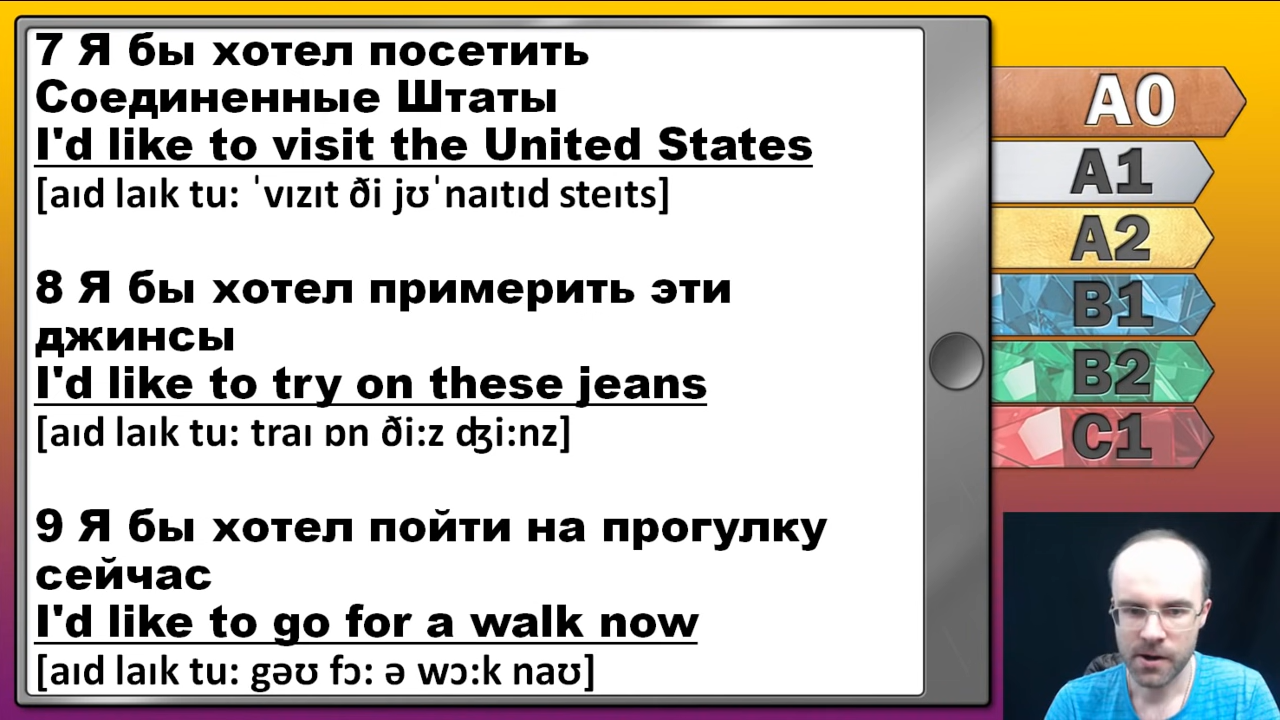 7 Я бы хотел посетить
Соединенные Штаты
I'd like to visit the United States
[aɪd laɪk tu: ˈvɪzɪt ði jʊˈnaɪtɪd steɪts]
8 Я бы хотел примерить эти
джинсы
I'd like to try on these jeans
[aɪd laɪk tu: traɪ ɒn ði:z ʤi:nz]
9 Я бы хотел пойти на прогулку
сейчас
I'd like to go for a walk now
[aɪd laɪk tu: gəʊ fɔ: ə wɔ:k naʊ]
A0
A1
A2
B1
B2
C1